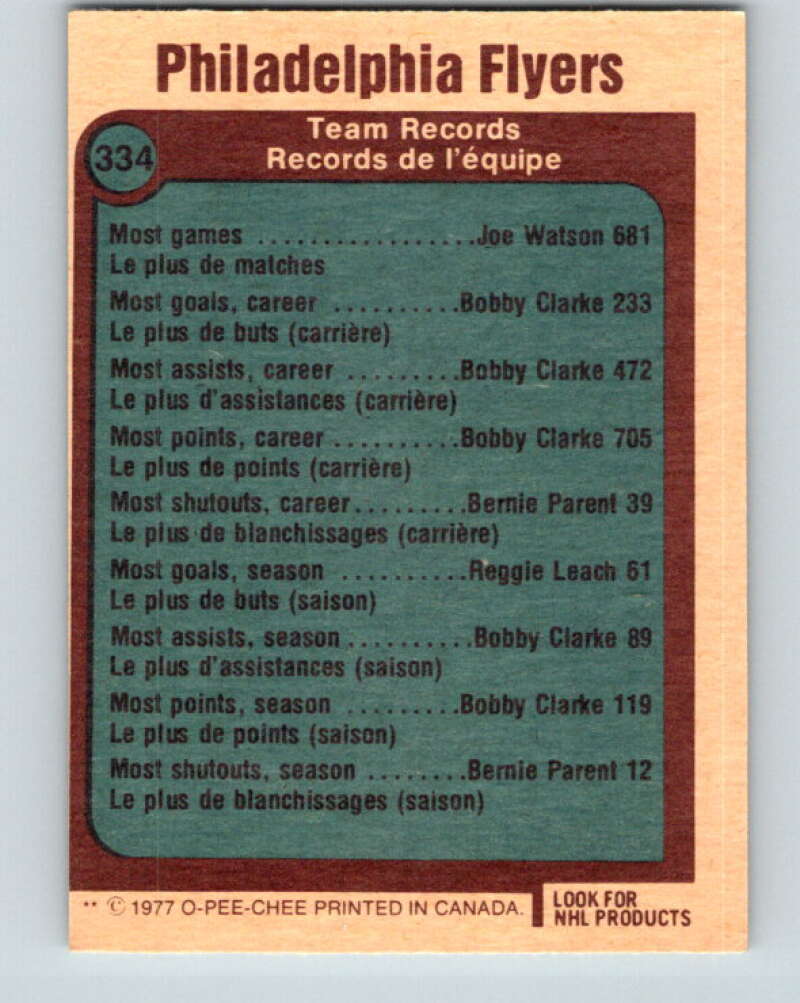 Philadelphia Flyers
Team Records
Records de l'équipe
334
Most games .................Joe Watson 681
Le plus de matches
Most goals, career ..........Bobby Clarke 233
Le plus de buts (carrière)
Most assists, career .........Bobby Clarke 472
Le plus d'assistances (carrière)
Most points, career ..........Bobby Clarke 705
Le plus de points (carrière)
Most shutouts, career.........Bernie Parent 39
Le plus de blanchissages (carrière)
Most goals, season ..........Reggie Leach 61
Le plus de buts (saison)
Most assists, season ..........Bobby Clarke 89
Le plus d'assistances (saison)
Most points, season .........Bobby Clarke 119
Le plus de points (saison)
Most shutouts, season ........Bernie Parent 12
Le plus de blanchissages (saison)
** © 1977 O-PEE-CHEE PRINTED IN CANADA.
LOOK FOR
NHL PRODUCTS